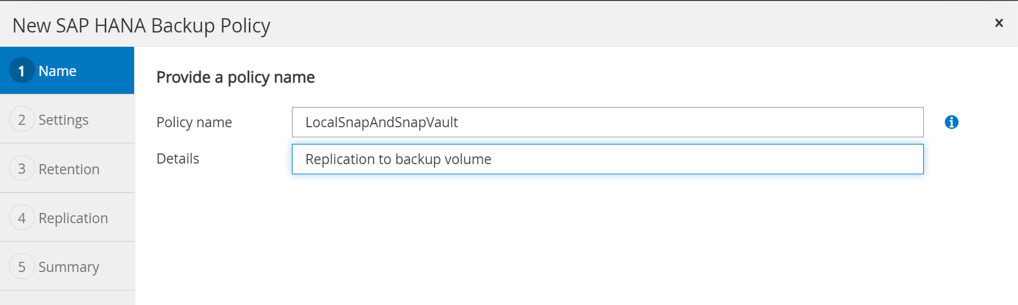 New SAP HANA Backup Policy
×
1 Name
2 Settings
3 Retention
4 Replication
5 Summary
Provide a policy name
Policy name LocalSnapAndSnapVault i
Details Replication to backup volume